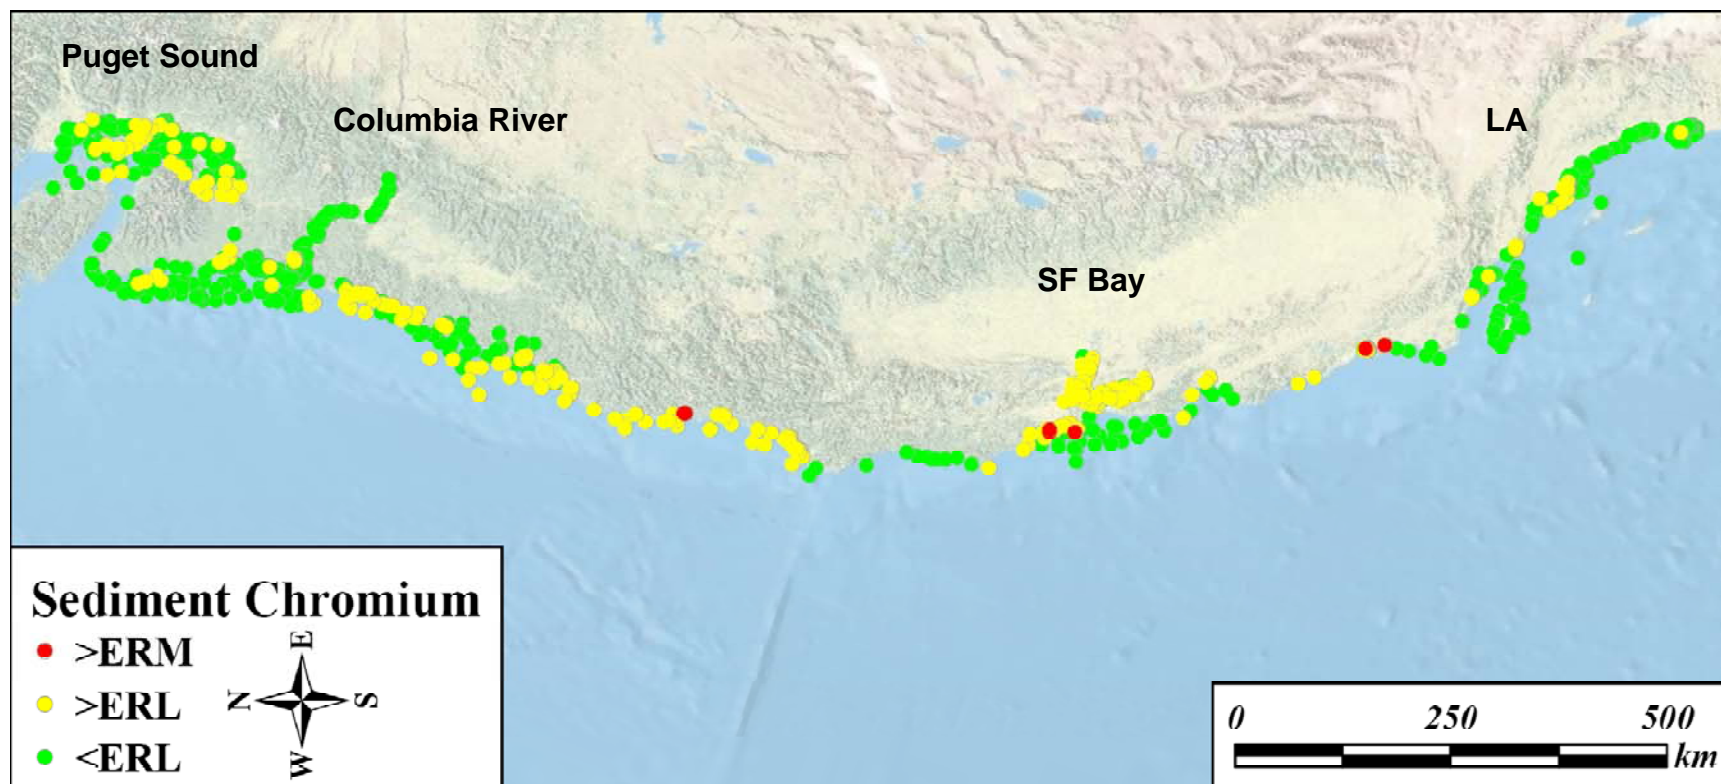 Puget Sound
Columbia River
LA
SF Bay
Sediment Chromium
>ERM
>ERL
<ERL
E
N
S
W
0 250 500
km